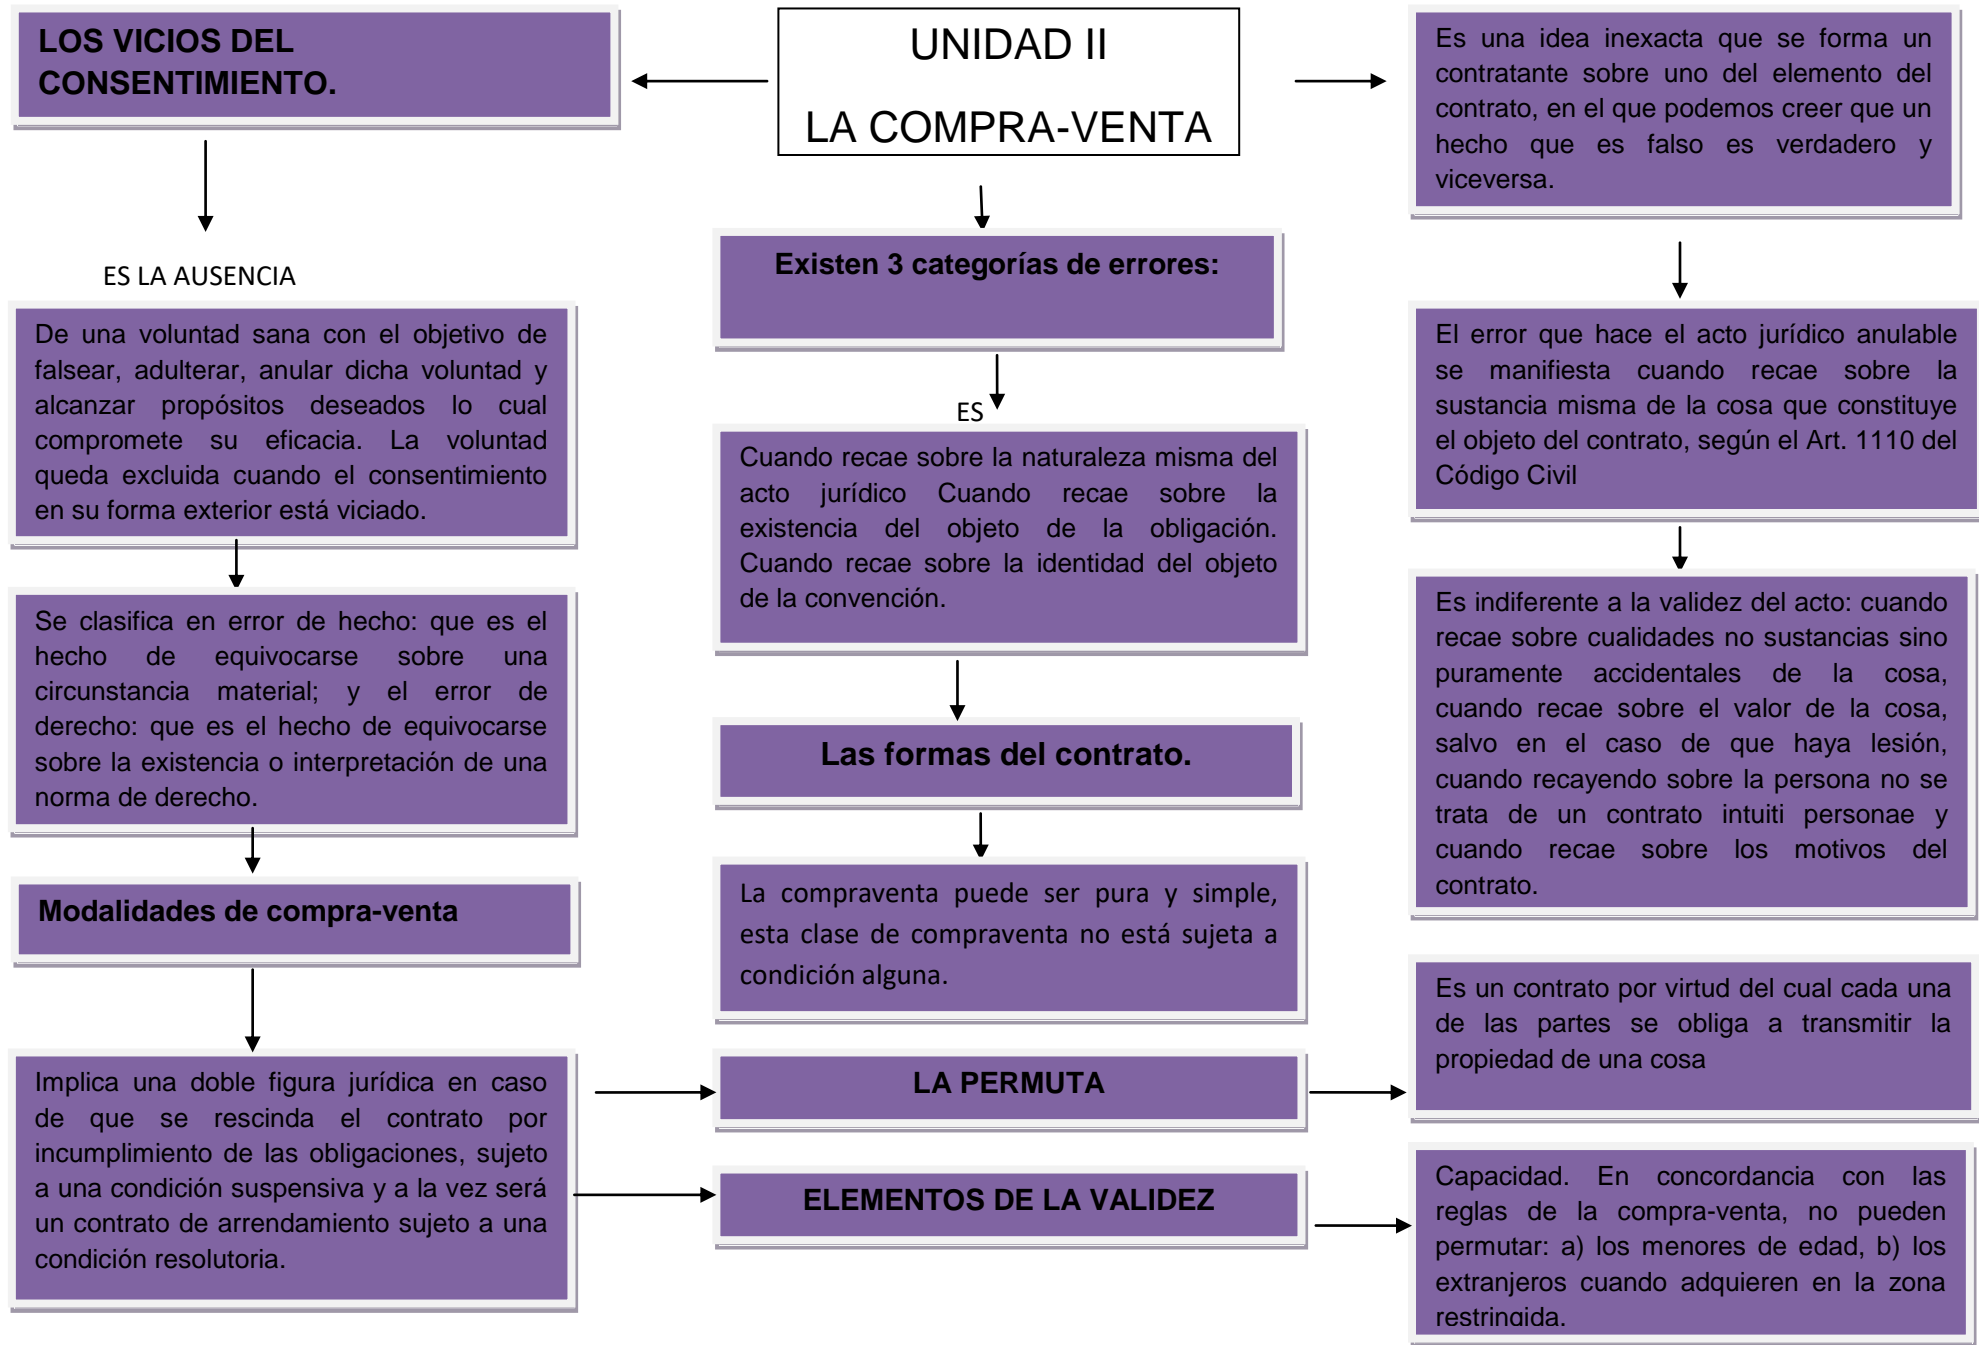 LOS VICIOS DEL
CONSENTIMIENTO.
UNIDAD II
LA COMPRA-VENTA
Es una idea inexacta que se forma un
contratante sobre uno del elemento del
contrato, en el que podemos creer que un
hecho que es falso es verdadero y
viceversa.
ES LA AUSENCIA
Existen 3 categorías de errores:
De una voluntad sana con el objetivo de
falsear, adulterar, anular dicha voluntad y
alcanzar propósitos deseados lo cual
compromete su eficacia. La voluntad
queda excluida cuando el consentimiento
en su forma exterior está viciado.
El error que hace el acto jurídico anulable
se manifiesta cuando recae sobre la
sustancia misma de la cosa que constituye
el objeto del contrato, según el Art. 1110 del
Código Civil
ES
Cuando recae sobre la naturaleza misma del
acto jurídico Cuando recae sobre la
existencia del objeto de la obligación.
Cuando recae sobre la identidad del objeto
de la convención.
Se clasifica en error de hecho: que es el
hecho de equivocarse sobre una
circunstancia material; y el error de
derecho: que es el hecho de equivocarse
sobre la existencia o interpretación de una
norma de derecho.
Es indiferente a la validez del acto: cuando
recae sobre cualidades no sustancias sino
puramente accidentales de la cosa,
cuando recae sobre el valor de la cosa,
salvo en el caso de que haya lesión,
cuando recayendo sobre la persona no se
trata de un contrato intuiti personae y
cuando recae sobre los motivos del
contrato.
Las formas del contrato.
Modalidades de compra-venta
La compraventa puede ser pura y simple,
esta clase de compraventa no está sujeta a
condición alguna.
Implica una doble figura jurídica en caso
de que se rescinda el contrato por
incumplimiento de las obligaciones, sujeto
a una condición suspensiva y a la vez será
un contrato de arrendamiento sujeto a una
condición resolutoria.
LA PERMUTA
Es un contrato por virtud del cual cada una
de las partes se obliga a transmitir la
propiedad de una cosa
ELEMENTOS DE LA VALIDEZ
Capacidad. En concordancia con las
reglas de la compra-venta, no pueden
permutar: a) los menores de edad, b) los
extranjeros cuando adquieren en la zona
restringida.